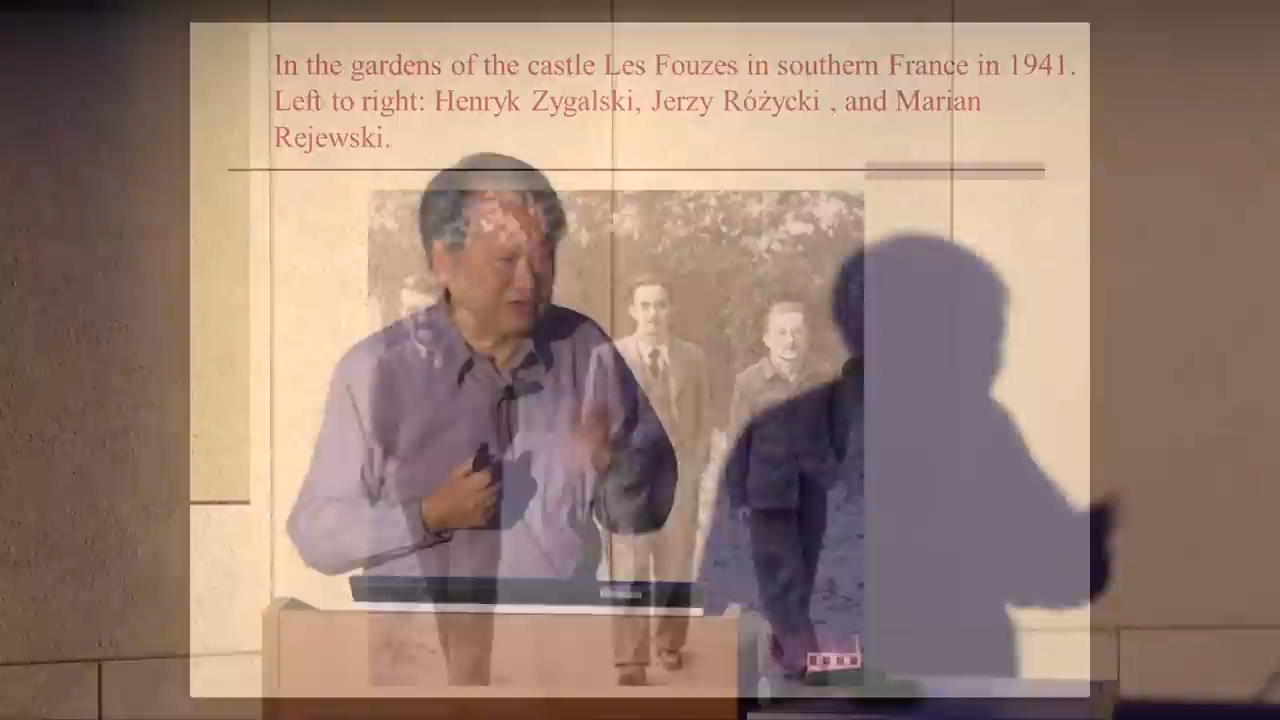 In the gardens of the castle Les Fouzes in southern France in 1941.
Left to right: Henryk Zygalski, Jerzy Różycki , and Marian
Rejewski.